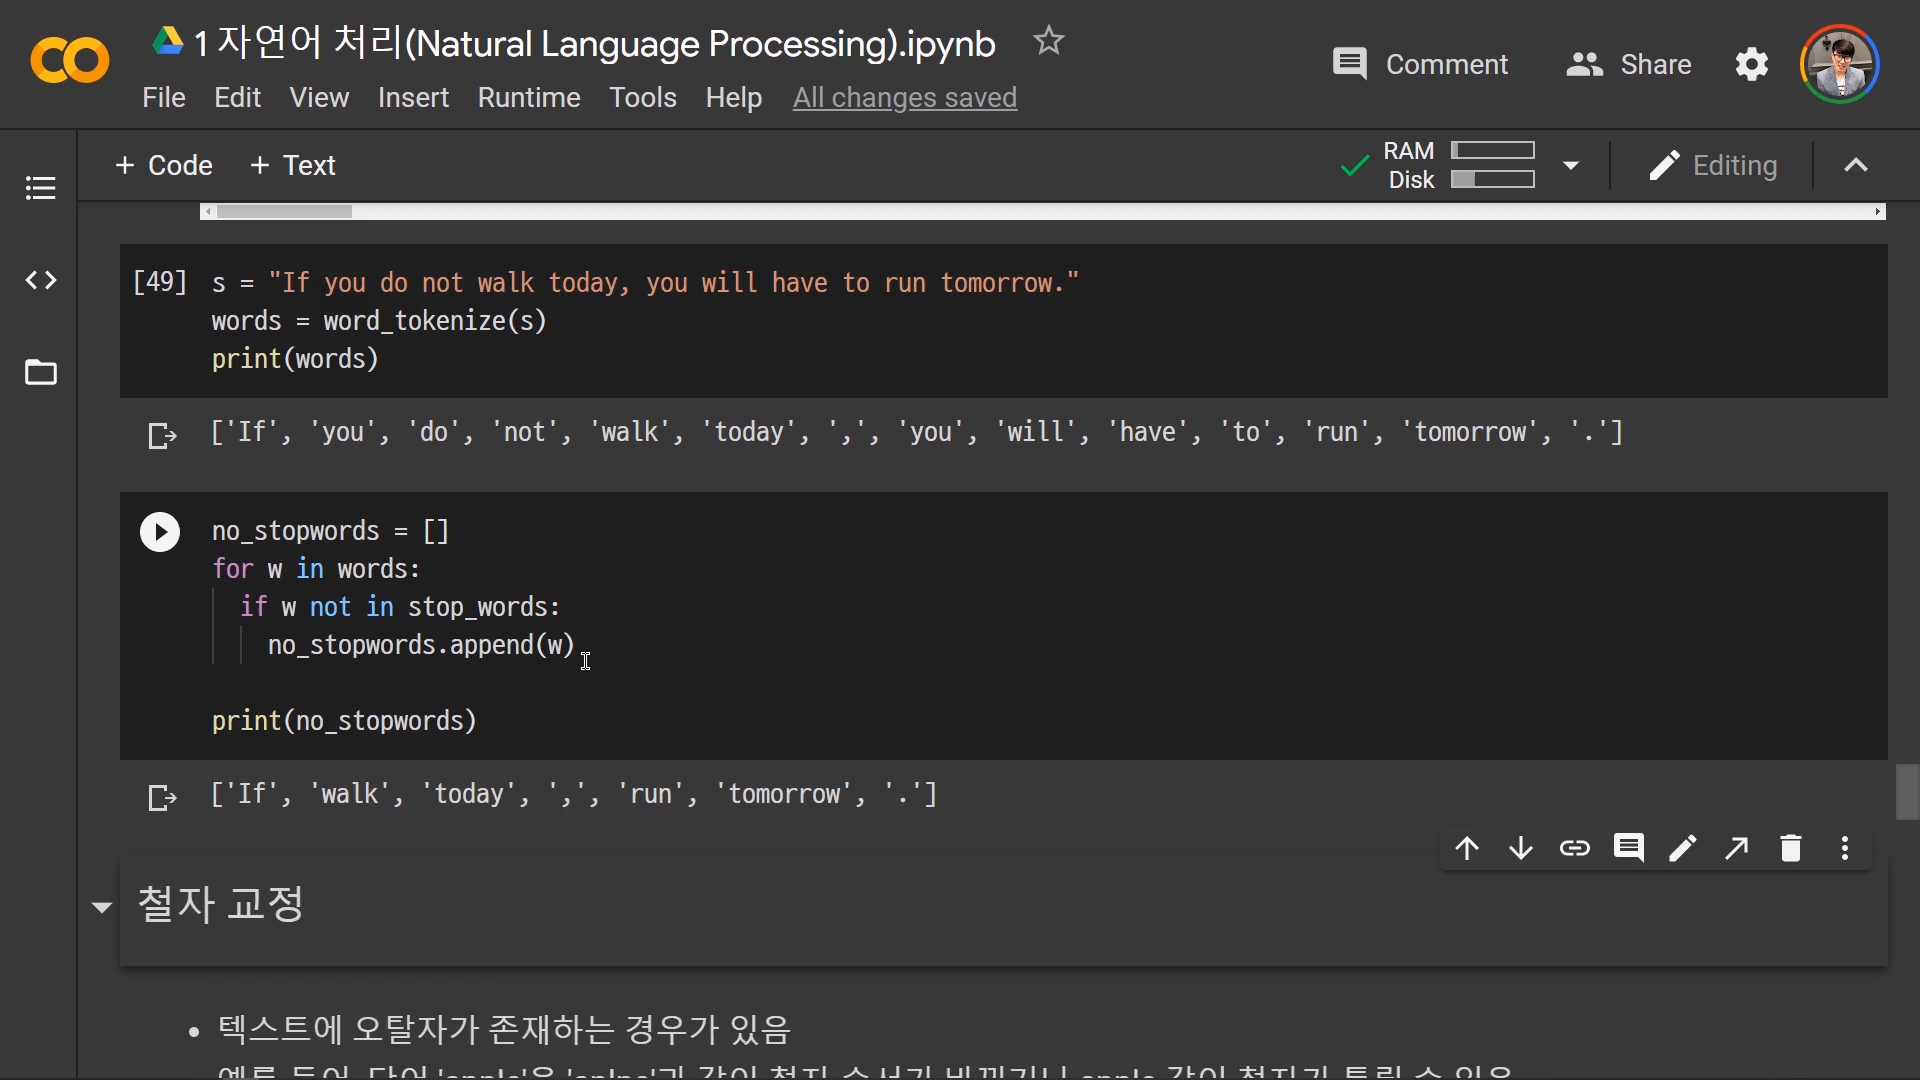 1 자연어 처리(Natural Language Processing).ipynb
Comment
Share
File Edit View Insert Runtime Tools Help All changes saved
+ Code + Text
RAM
Disk
Editing
[49] s = "If you do not walk today, you will have to run tomorrow."
words = word_tokenize(s)
print(words)
['If', 'you', 'do', 'not', 'walk', 'today', ',', 'you', 'will', 'have', 'to', 'run', 'tomorrow', '.']
no_stopwords = []
for w in words:
if w not in stop_words:
no_stopwords.append(w)
print(no_stopwords)
['If', 'walk', 'today', ',', 'run', 'tomorrow', '.']
철자 교정
• 텍스트에 오탈자가 존재하는 경우가 있음